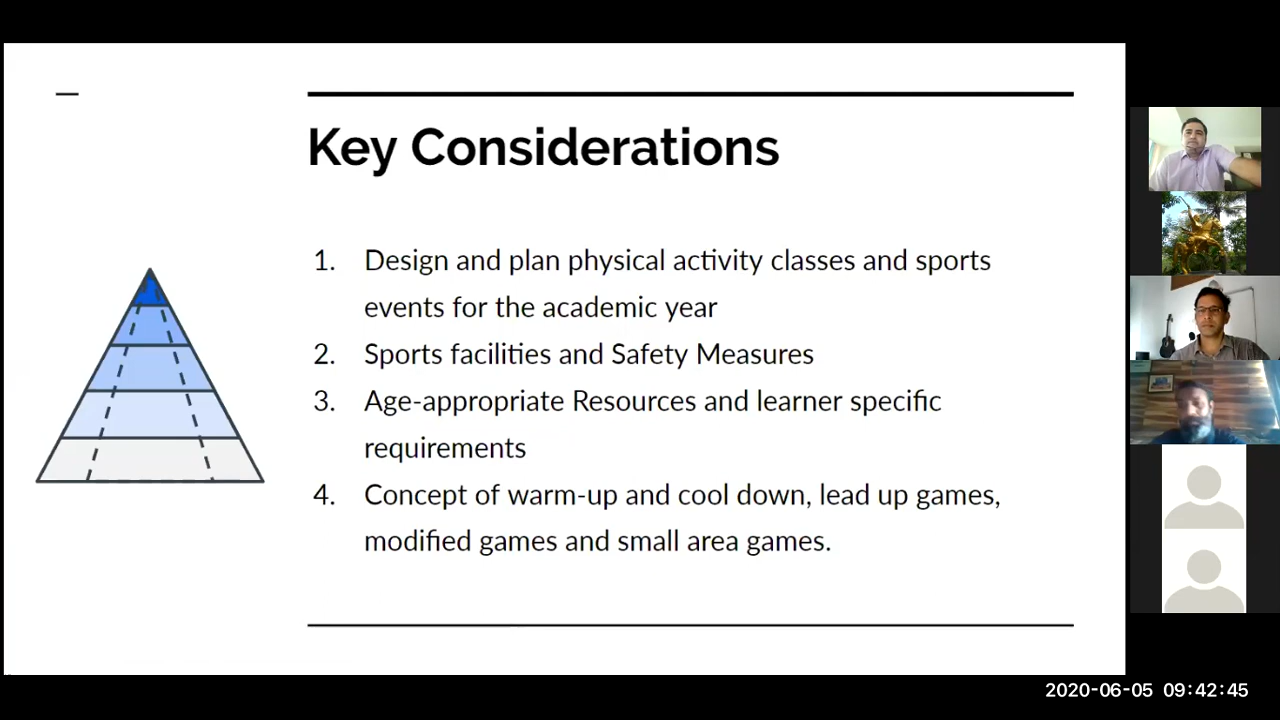 Key Considerations
1. Design and plan physical activity classes and sports
events for the academic year
2. Sports facilities and Safety Measures
3. Age-appropriate Resources and learner specific
requirements
4. Concept of warm-up and cool down, lead up games,
modified games and small area games.
2020-06-05 09:42:45